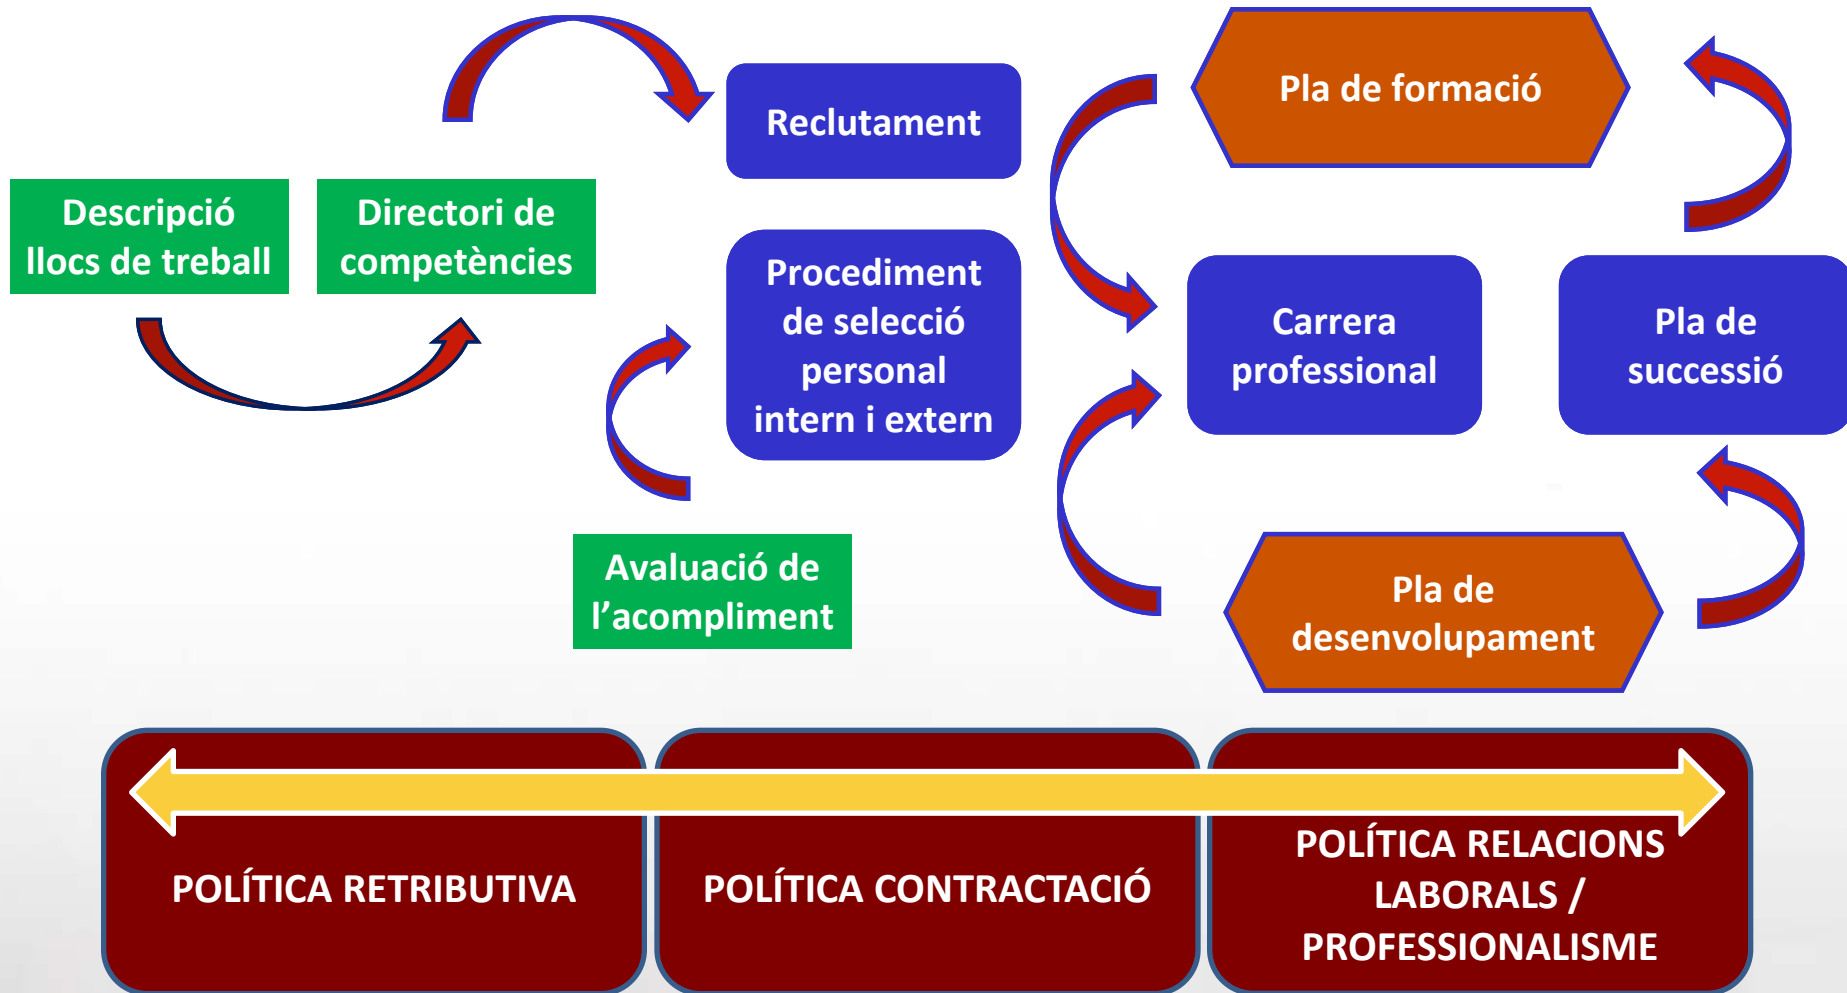 Descripció
llocs de treball
Directori de
competències
Reclutament
Procediment
de selecció
personal
intern i extern
Avaluació de
l’acompliment
Pla de formació
Carrera
professional
Pla de
successió
Pla de
desenvolupament
POLÍTICA RETRIBUTIVA
POLÍTICA CONTRACTACIÓ
POLÍTICA RELACIONS
LABORALS /
PROFESSIONALISME